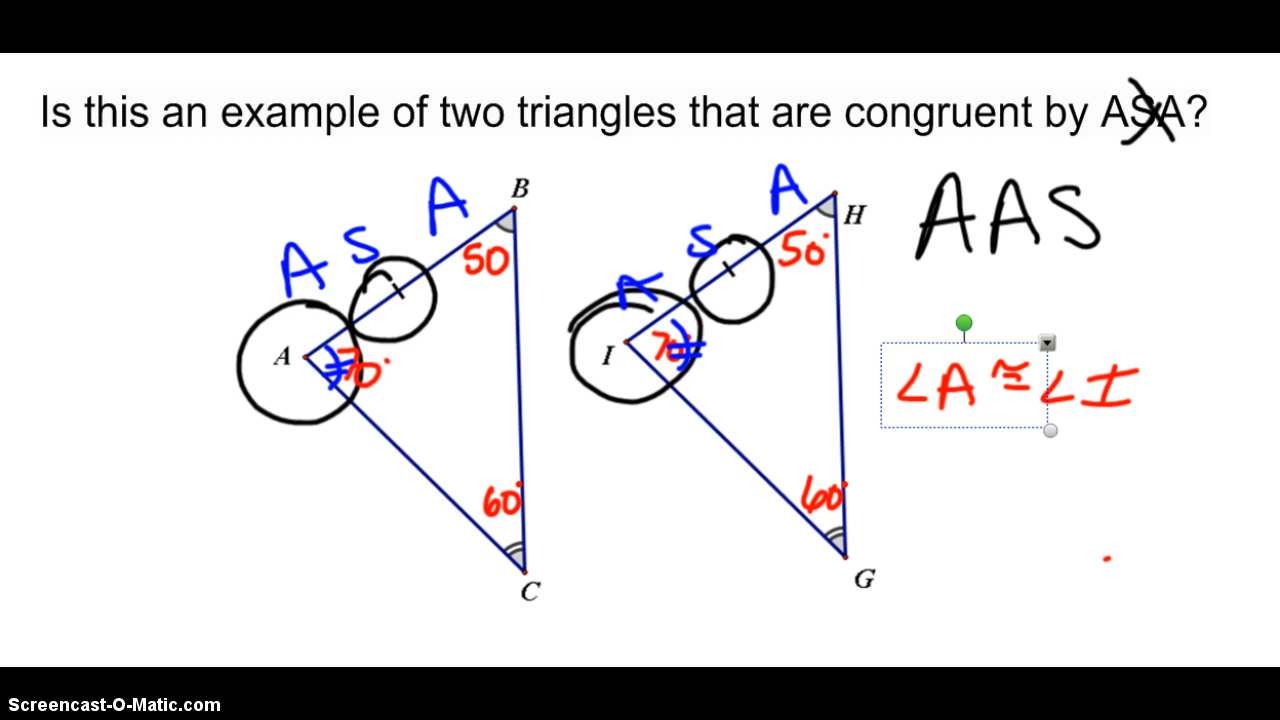 Is this an example of two triangles that are congruent by ASA?
A S A B
A S A H
AAS
50
50°
A 70°
I 70°
∠A ≅ ∠I
60°
60°
C
G
Screencast-O-Matic.com